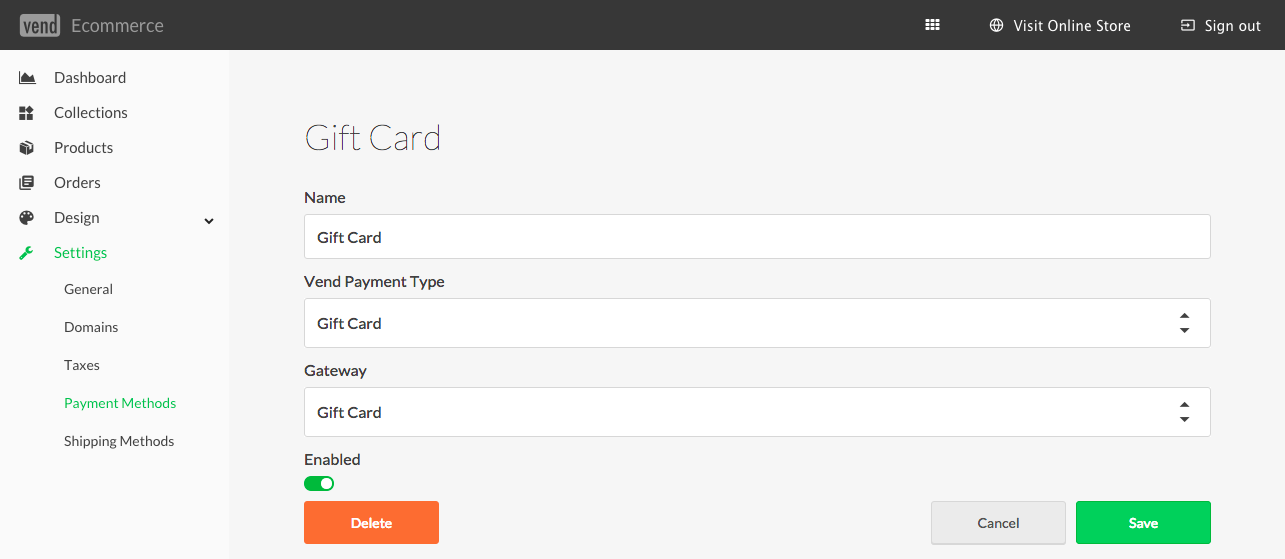 vend Ecommerce
Visit Online Store
Sign out
Dashboard
Collections
Products
Orders
Design
Settings
General
Domains
Taxes
Payment Methods
Shipping Methods
Gift Card
Name
Gift Card
Vend Payment Type
Gift Card
Gateway
Gift Card
Enabled
Delete
Cancel
Save